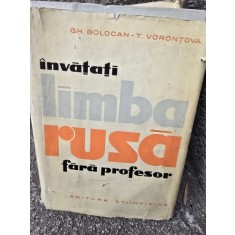 GH. BOLOCAN - T. VORONȚOVA
învățați
limba
rusă
fără profesor
EDITURA ȘTIINȚIFICĂ